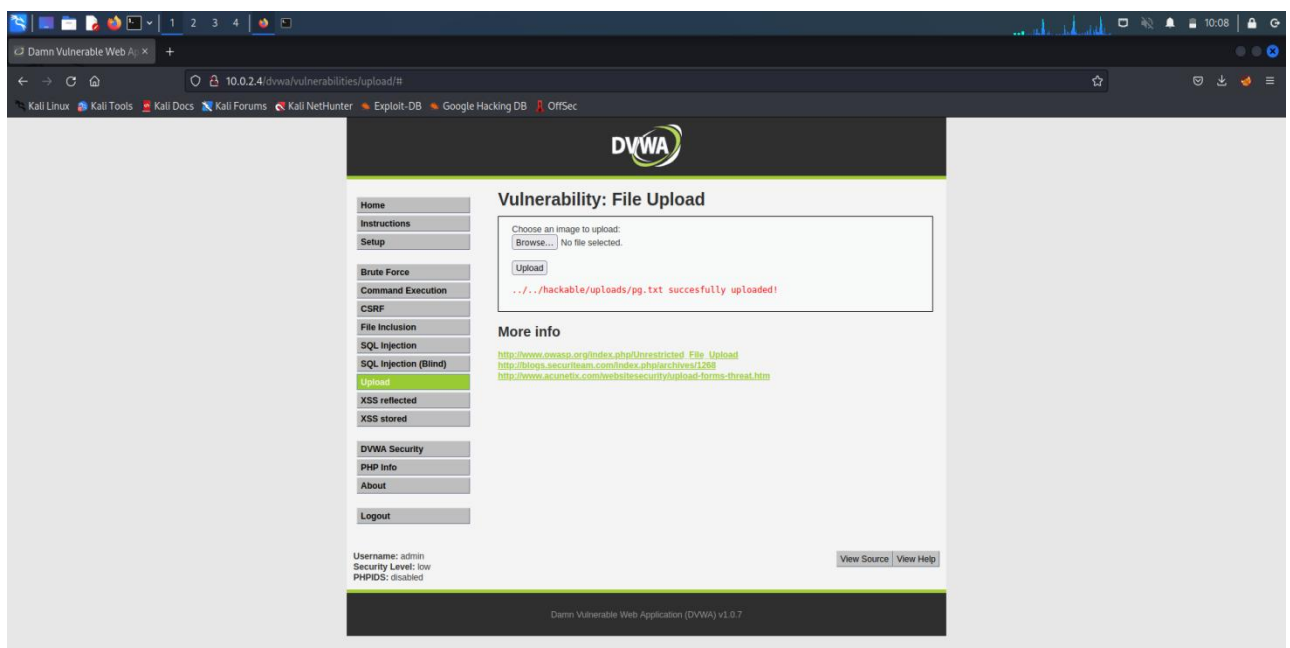 1 2 3 4 10:08
Damn Vulnerable Web Ap
10.0.2.4/dvwa/vulnerabilities/upload/#
Kali Linux Kali Tools Kali Docs Kali Forums Kali NetHunter Exploit-DB Google Hacking DB OffSec
DVWA
Home
Instructions
Setup
Brute Force
Command Execution
CSRF
File Inclusion
SQL Injection
SQL Injection (Blind)
Upload
XSS reflected
XSS stored
DVWA Security
PHP Info
About
Logout
Vulnerability: File Upload
Choose an image to upload:
Browse... No file selected.
Upload
../../hackable/uploads/pg.txt succesfully uploaded!
More info
http://www.owasp.org/index.php/Unrestricted_File_Upload
http://blogs.securiteam.com/index.php/archives/1268
http://www.acunetix.com/websitesecurity/upload-forms-threat.htm
Username: admin
Security Level: low
PHPIDS: disabled
View Source View Help
Damn Vulnerable Web Application (DVWA) v1.0.7